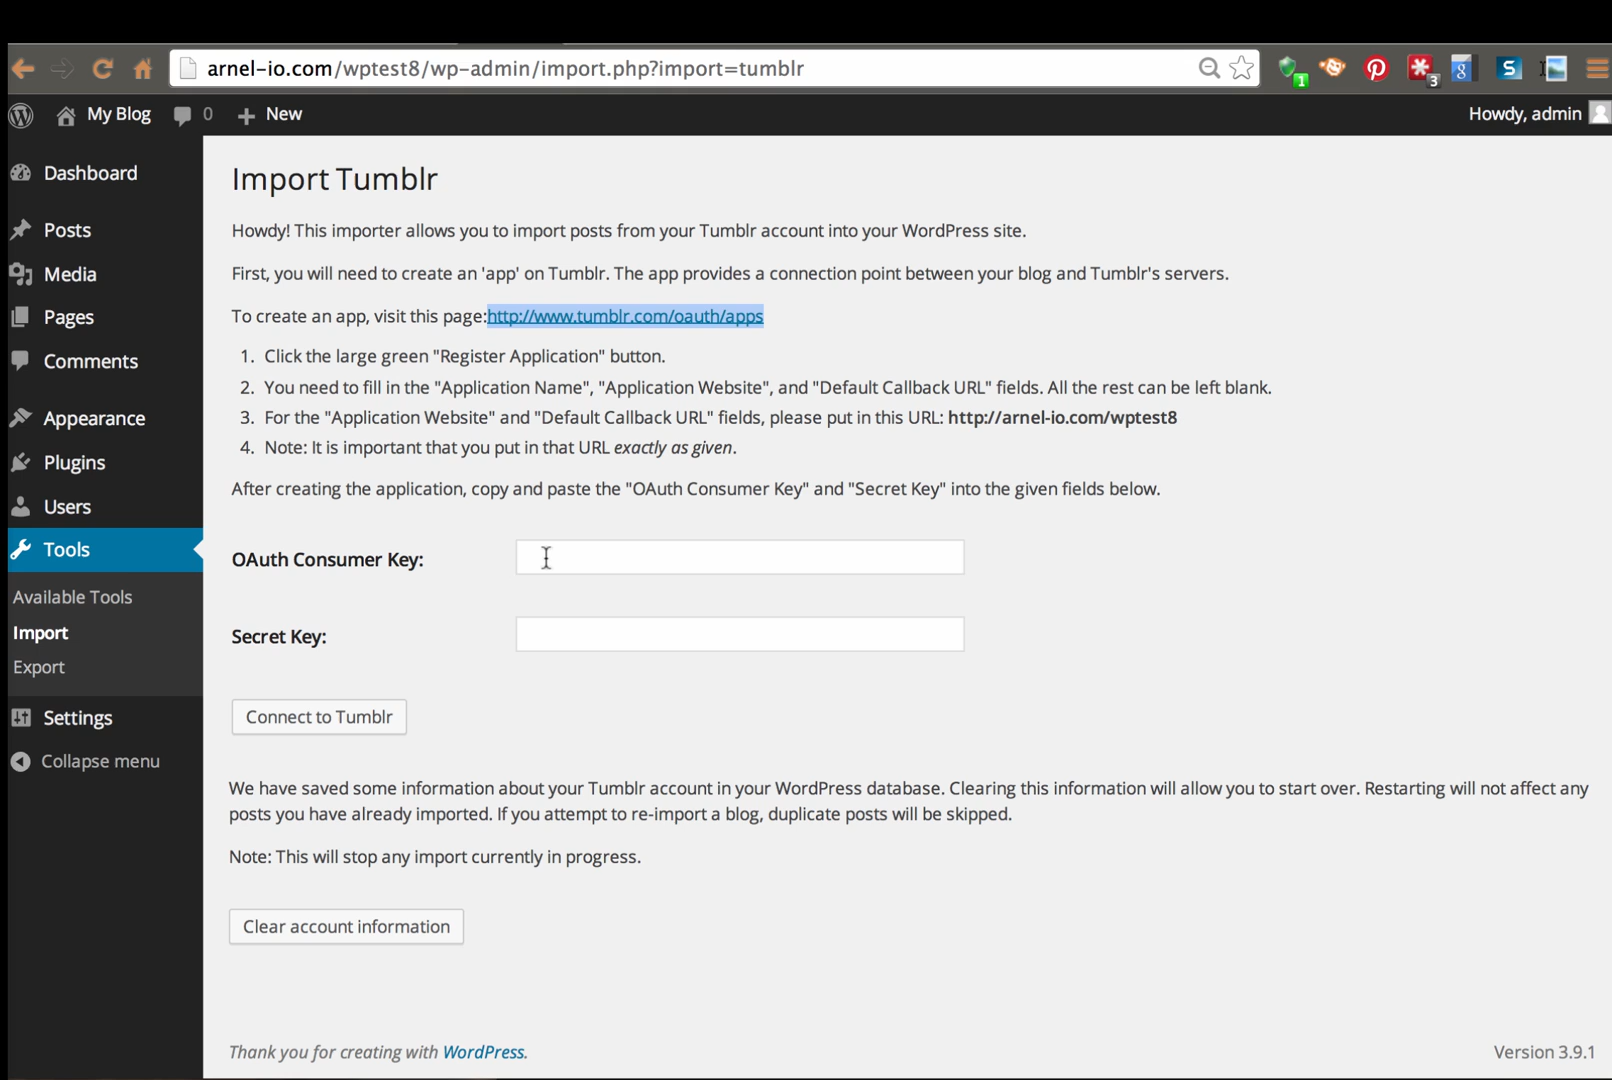 arnel-io.com/wptest8/wp-admin/import.php?import=tumblr
1
3
g
S
My Blog
0
New
Howdy, admin
Dashboard
Posts
Media
Pages
Comments
Appearance
Plugins
Users
Tools
Available Tools
Import
Export
Settings
Collapse menu
Import Tumblr
Howdy! This importer allows you to import posts from your Tumblr account into your WordPress site.
First, you will need to create an 'app' on Tumblr. The app provides a connection point between your blog and Tumblr's servers.
To create an app, visit this page:http://www.tumblr.com/oauth/apps
1. Click the large green "Register Application" button.
2. You need to fill in the "Application Name", "Application Website", and "Default Callback URL" fields. All the rest can be left blank.
3. For the "Application Website" and "Default Callback URL" fields, please put in this URL: http://arnel-io.com/wptest8
4. Note: It is important that you put in that URL exactly as given.
After creating the application, copy and paste the "OAuth Consumer Key" and "Secret Key" into the given fields below.
OAuth Consumer Key:
Secret Key:
Connect to Tumblr
We have saved some information about your Tumblr account in your WordPress database. Clearing this information will allow you to start over. Restarting will not affect any
posts you have already imported. If you attempt to re-import a blog, duplicate posts will be skipped.
Note: This will stop any import currently in progress.
Clear account information
Thank you for creating with WordPress.
Version 3.9.1